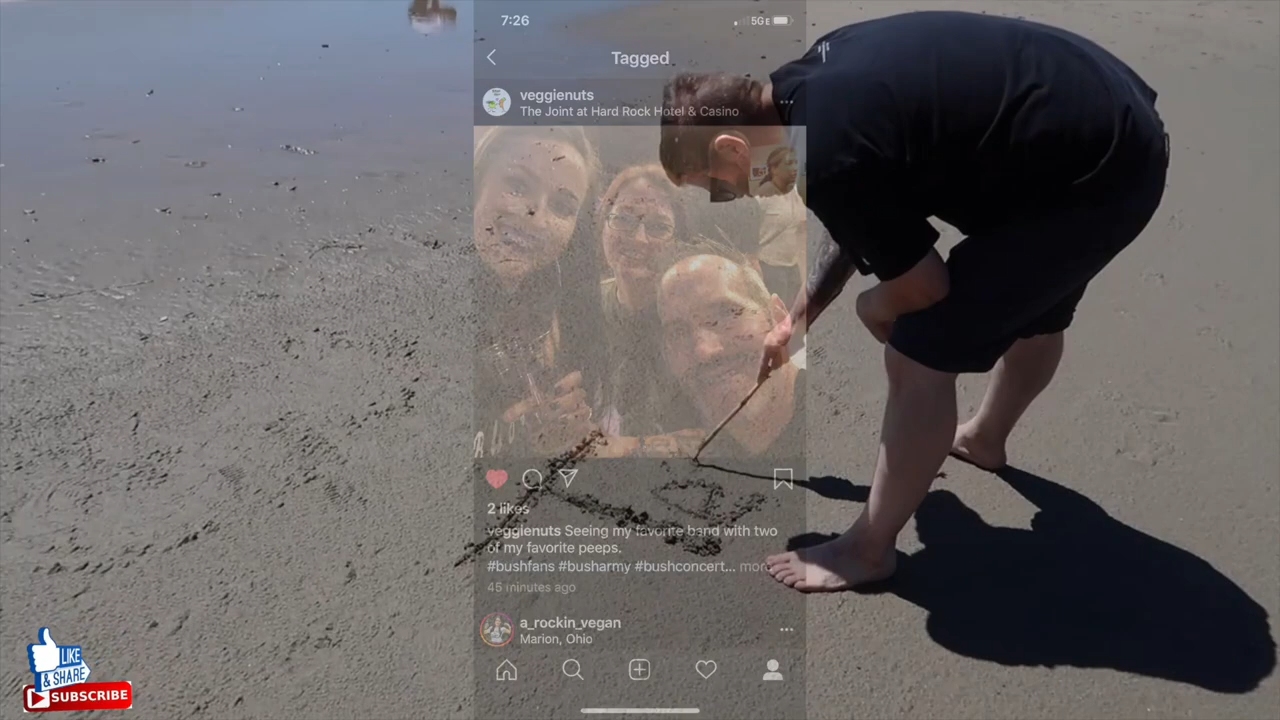 7:26
5GE
Tagged
veggienuts
The Joint at Hard Rock Hotel & Casino
2 likes
veggienuts Seeing my favorite band with two
of my favorite peeps.
#bushfans #busharmy #bushconcert... more
45 minutes ago
a_rockin_vegan
Marion, Ohio
LIKE
& SHARE
SUBSCRIBE